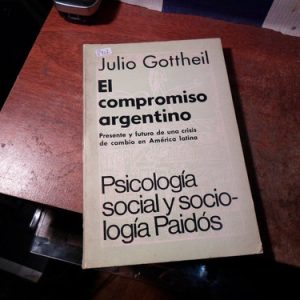 Julio Gottheil
El
compromiso
argentino
Presente y futuro de una crisis
de cambio en América latina
Psicología
social y socio-
logía Paidós